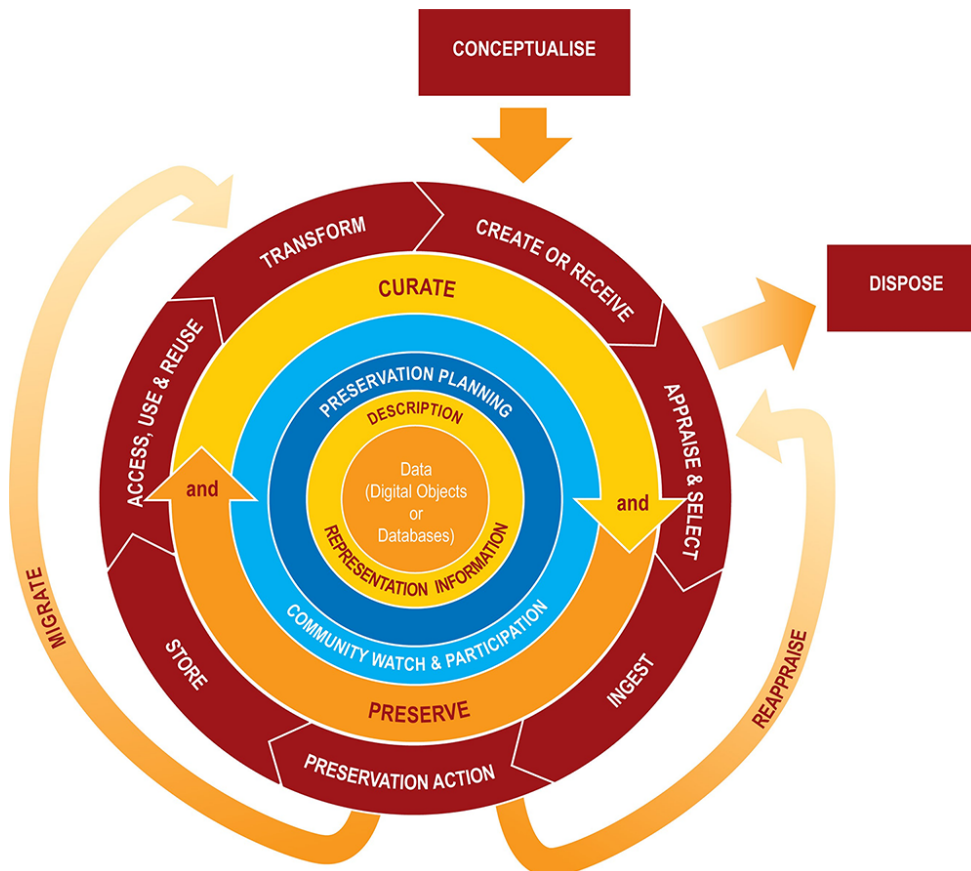 CONCEPTUALISE
DISPOSE
TRANSFORM
CREATE OR RECEIVE
APPRAISE & SELECT
INGEST
PRESERVATION ACTION
STORE
ACCESS, USE & REUSE
MIGRATE
REAPPRAISE
CURATE
and
PRESERVE
and
COMMUNITY WATCH & PARTICIPATION
PRESERVATION PLANNING
DESCRIPTION
REPRESENTATION INFORMATION
Data
(Digital Objects
or
Databases)